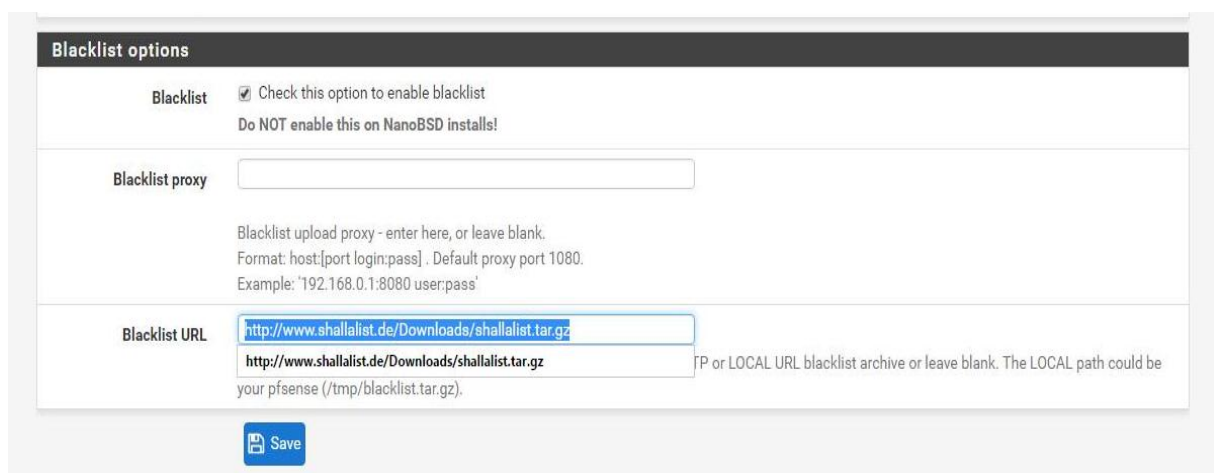 Blacklist options
Blacklist
Check this option to enable blacklist
Do NOT enable this on NanoBSD installs!
Blacklist proxy
Blacklist upload proxy - enter here, or leave blank.
Format: host:[port login:pass] . Default proxy port 1080.
Example: '192.168.0.1:8080 user:pass'
Blacklist URL
http://www.shallalist.de/Downloads/shallalist.tar.gz
http://www.shallalist.de/Downloads/shallalist.tar.gz
TP or LOCAL URL blacklist archive or leave blank. The LOCAL path could be
your pfsense (/tmp/blacklist.tar.gz).
Save